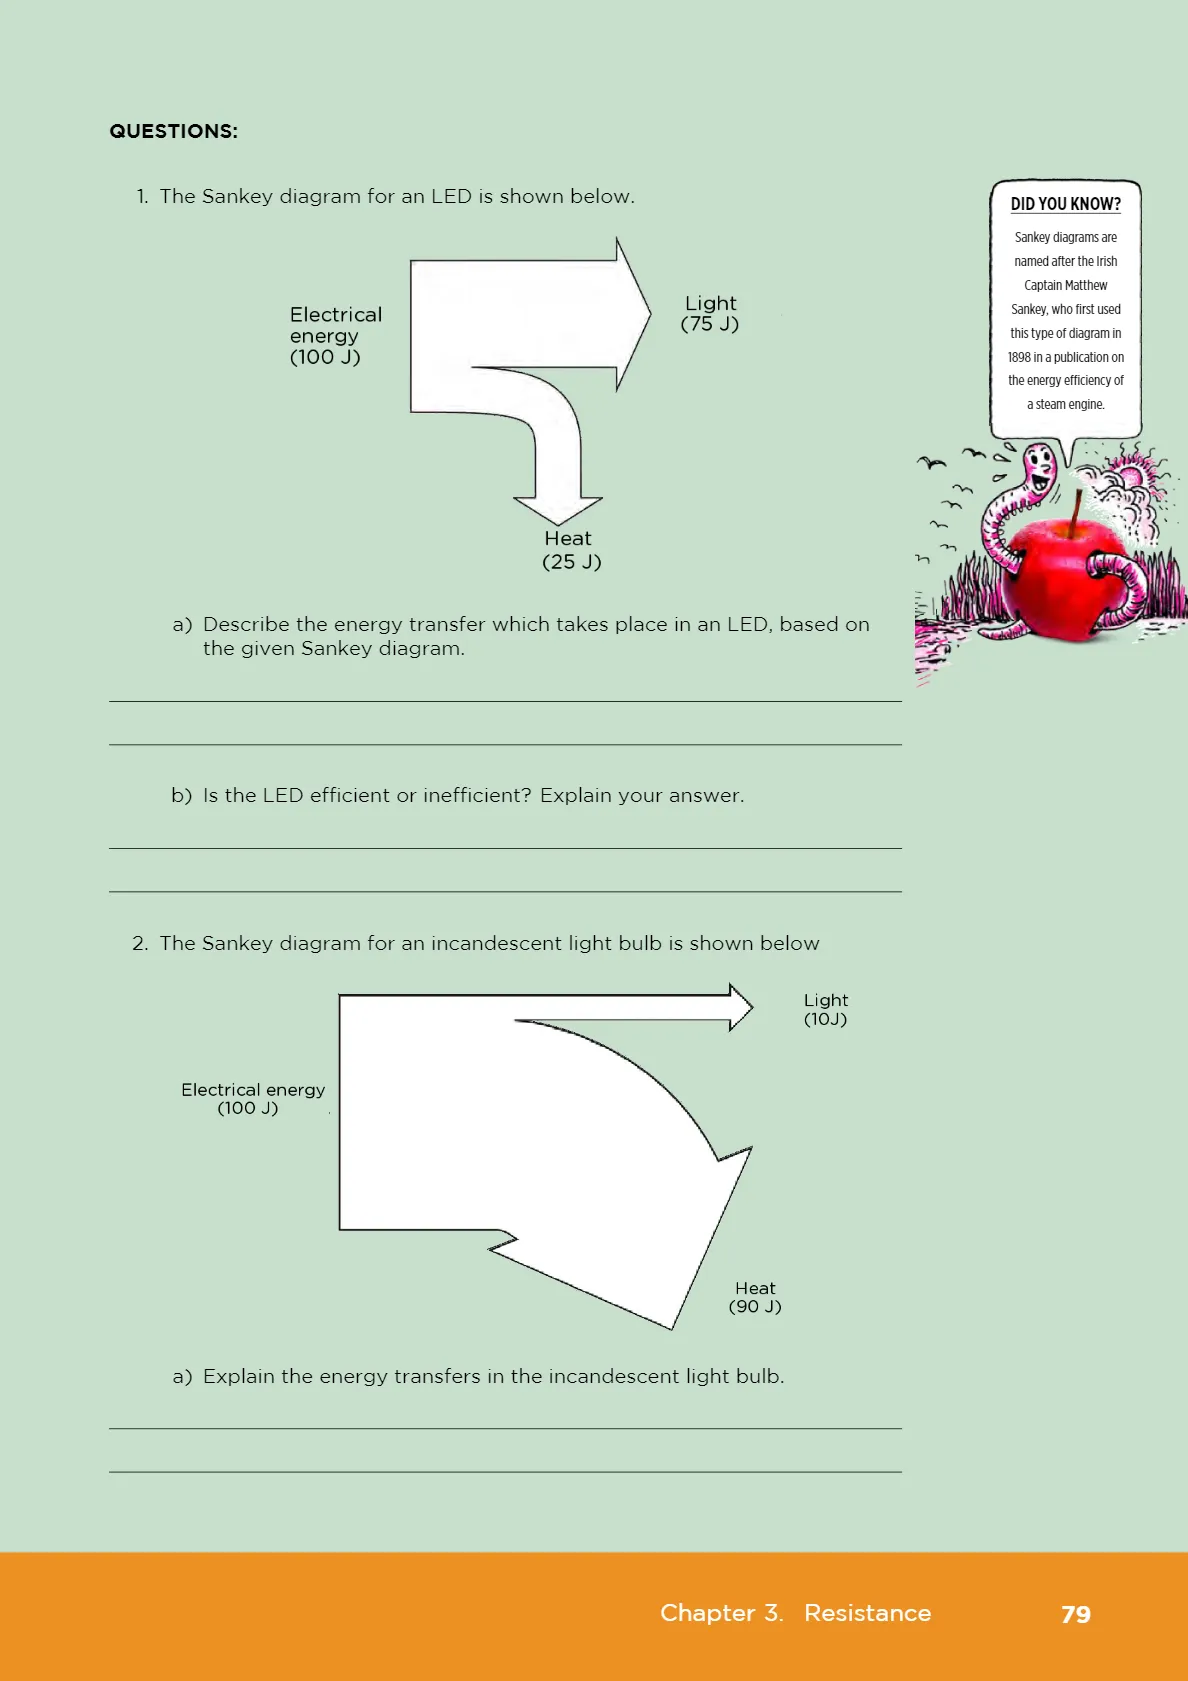 QUESTIONS:
1. The Sankey diagram for an LED is shown below.
Electrical
energy
(100 J)
Light
(75 J)
Heat
(25 J)
DID YOU KNOW?
Sankey diagrams are
named after the Irish
Captain Matthew
Sankey, who first used
this type of diagram in
1898 in a publication on
the energy efficiency of
a steam engine.
a) Describe the energy transfer which takes place in an LED, based on
the given Sankey diagram.
b) Is the LED efficient or inefficient? Explain your answer.
2. The Sankey diagram for an incandescent light bulb is shown below
Light
(10J)
Electrical energy
(100 J)
Heat
(90 J)
a) Explain the energy transfers in the incandescent light bulb.
Chapter 3. Resistance 79